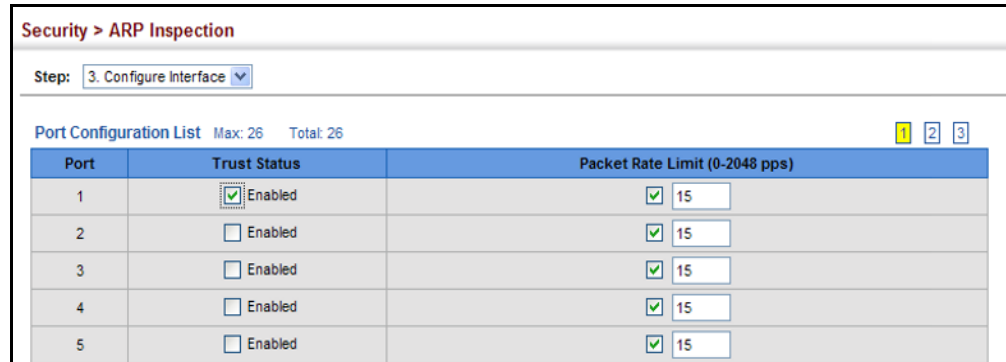 Security > ARP Inspection
Step: 3. Configure Interface
Port Configuration List Max: 26 Total: 26 1 2 3
Port Trust Status Packet Rate Limit (0-2048 pps)
1 Enabled 15
2 Enabled 15
3 Enabled 15
4 Enabled 15
5 Enabled 15